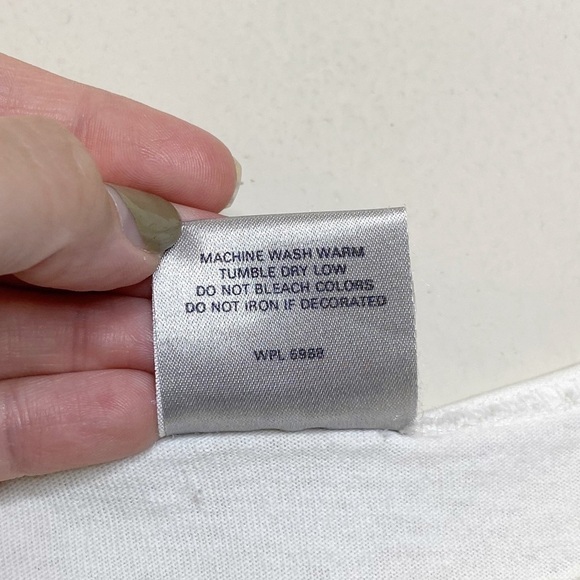 MACHINE WASH WARM
TUMBLE DRY LOW
DO NOT BLEACH COLORS
DO NOT IRON IF DECORATED
WPL 6988